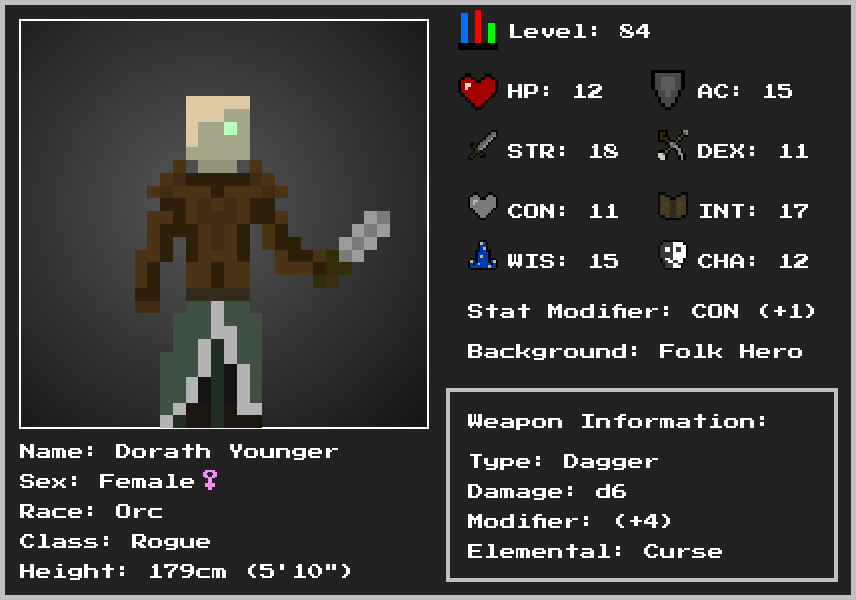 Level: 84
HP: 12 AC: 15
STR: 18 DEX: 11
CON: 11 INT: 17
WIS: 15 CHA: 12
Stat Modifier: CON (+1)
Background: Folk Hero
Weapon Information:
Type: Dagger
Damage: d6
Modifier: (+4)
Elemental: Curse
Name: Dorath Younger
Sex: Female♀
Race: Orc
Class: Rogue
Height: 179cm (5'10")